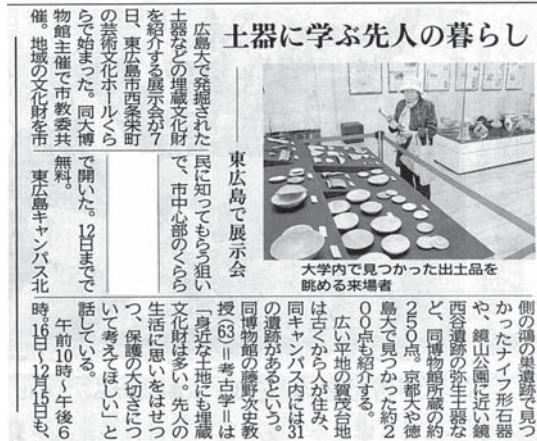 土器に学ぶ先人の暮らし
──東広島で展示会
大学内で見つかった出土品を
眺める来場者
広島大で発掘された
土器などの埋蔵文化財
を紹介する展示会が7
日、東広島市西条栄町
の芸術文化ホールくら
らで始まった。同大博
物館主催で市教委共
催。地域の文化財を市
民に知ってもらう狙い
で、市中心部のくらら
で開いた。12日までで
無料。
東広島キャンパス北
側の鴻の巣遺跡で見つ
かったナイフ形石器
や、鏡山公園に近い鏡
西谷遺跡の弥生土器な
ど、同博物館所蔵の約
250点。京都大や徳
島大で見つかった約2
00点も紹介する。
広い平地の賀茂台地
は古くから人が住み、
同キャンパス内には31
の遺跡があるという。
同博物館の藤野次史教
授(63)=考古学=は
「身近な土地にも埋蔵
文化財は多い。先人の
生活に思いをはせつ
つ、保護の大切さにつ
いて考えてほしい」と
話している。
午前10時～午後6
時。16日～12月15日も、